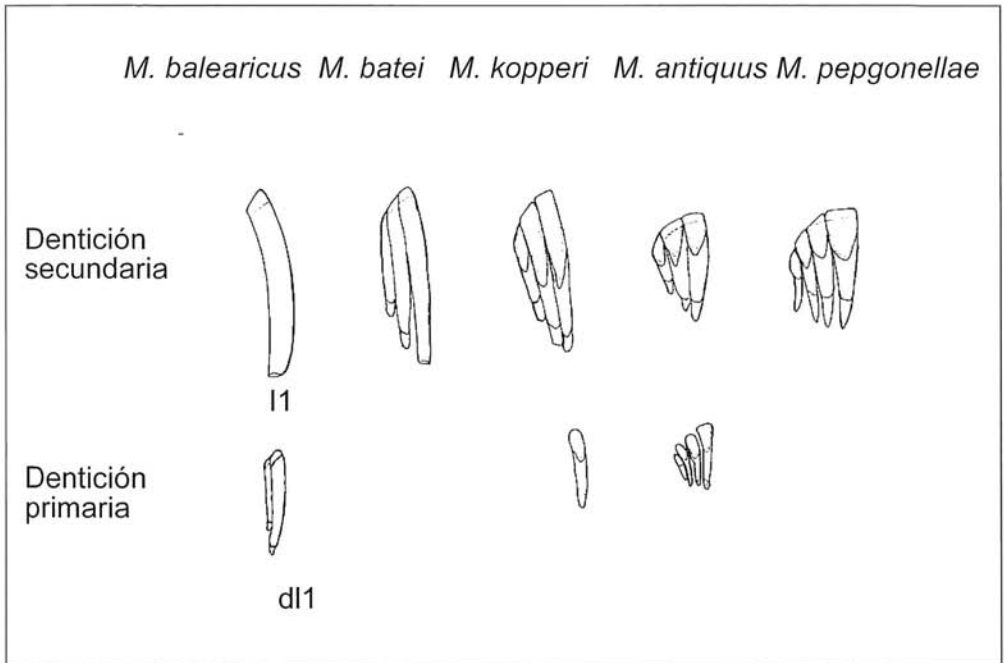 M. balearicus M. batei M. kopperi M. antiquus M. pepgonellae
Dentición
secundaria
I1
Dentición
primaria
dI1